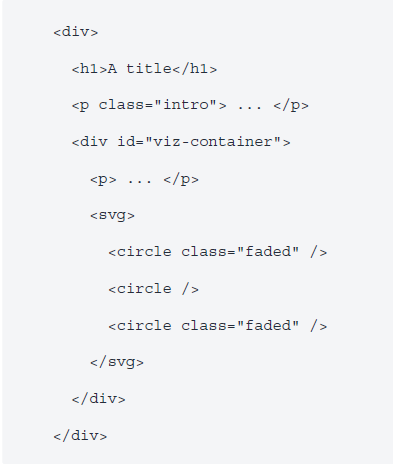 <div>
  <h1>A title</h1>
  <p class="intro"> ... </p>
  <div id="viz-container">
    <p> ... </p>
    <svg>
      <circle class="faded" />
      <circle />
      <circle class="faded" />
    </svg>
  </div>
</div>